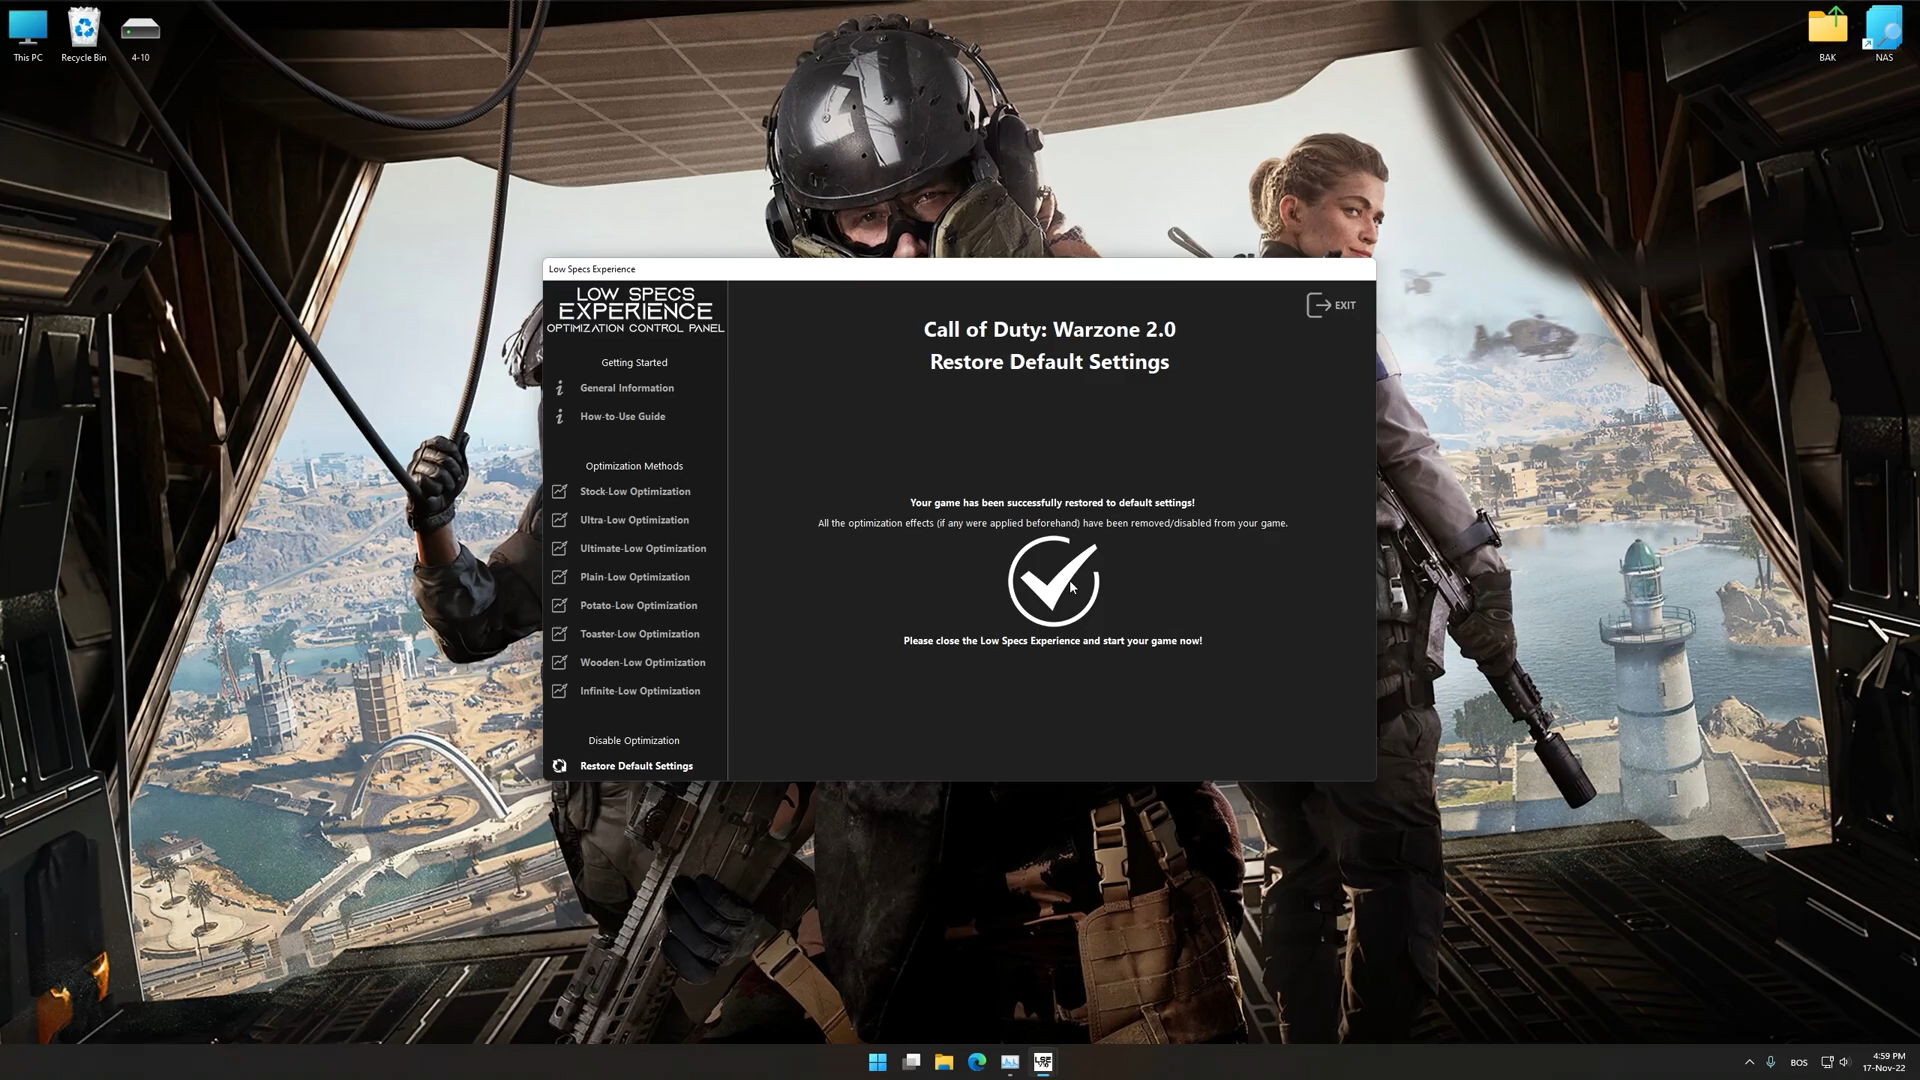 This PC
Recycle Bin
4-10
BAK
NAS
Low Specs Experience
LOW SPECS
EXPERIENCE
OPTIMIZATION CONTROL PANEL
Getting Started
General Information
How-to-Use Guide
Optimization Methods
Stock-Low Optimization
Ultra-Low Optimization
Ultimate-Low Optimization
Plain-Low Optimization
Potato-Low Optimization
Toaster-Low Optimization
Wooden-Low Optimization
Infinite-Low Optimization
Disable Optimization
Restore Default Settings
EXIT
Call of Duty: Warzone 2.0
Restore Default Settings
Your game has been successfully restored to default settings!
All the optimization effects (if any were applied beforehand) have been removed/disabled from your game.
Please close the Low Specs Experience and start your game now!
LSE
BOS
4:59 PM
17-Nov-22